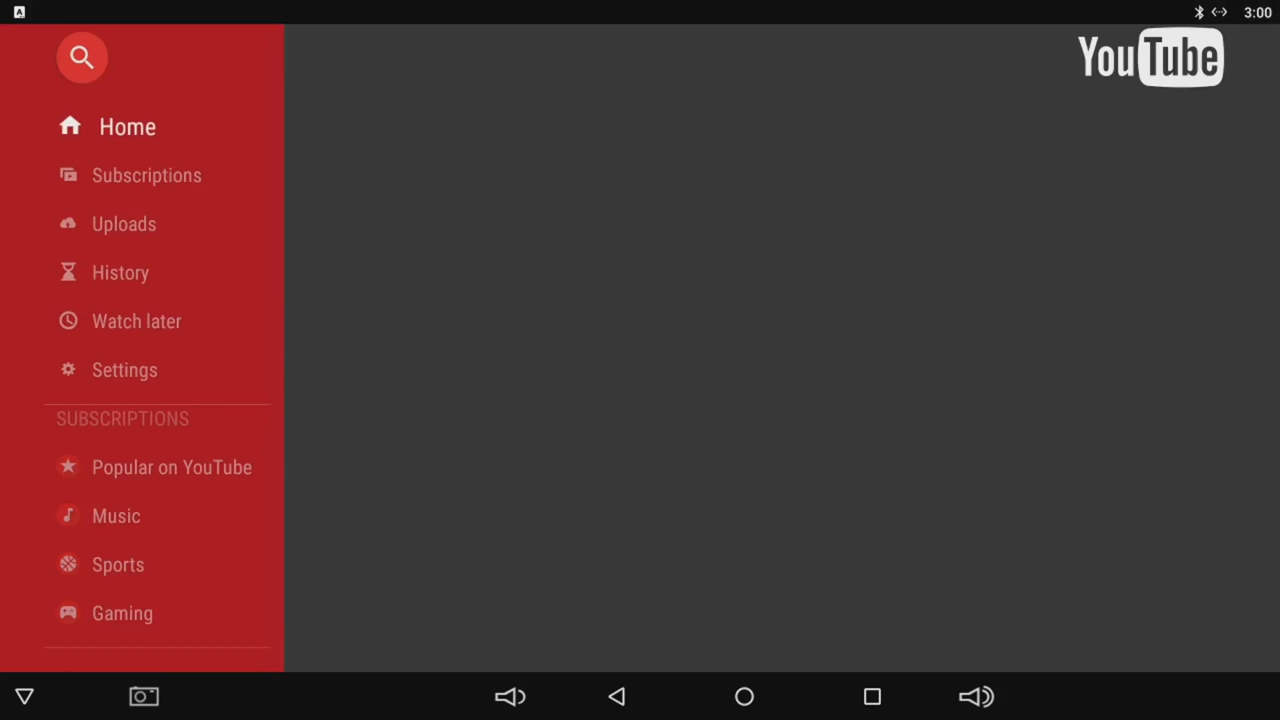 3:00
YouTube
Home
Subscriptions
Uploads
History
Watch later
Settings
SUBSCRIPTIONS
Popular on YouTube
Music
Sports
Gaming